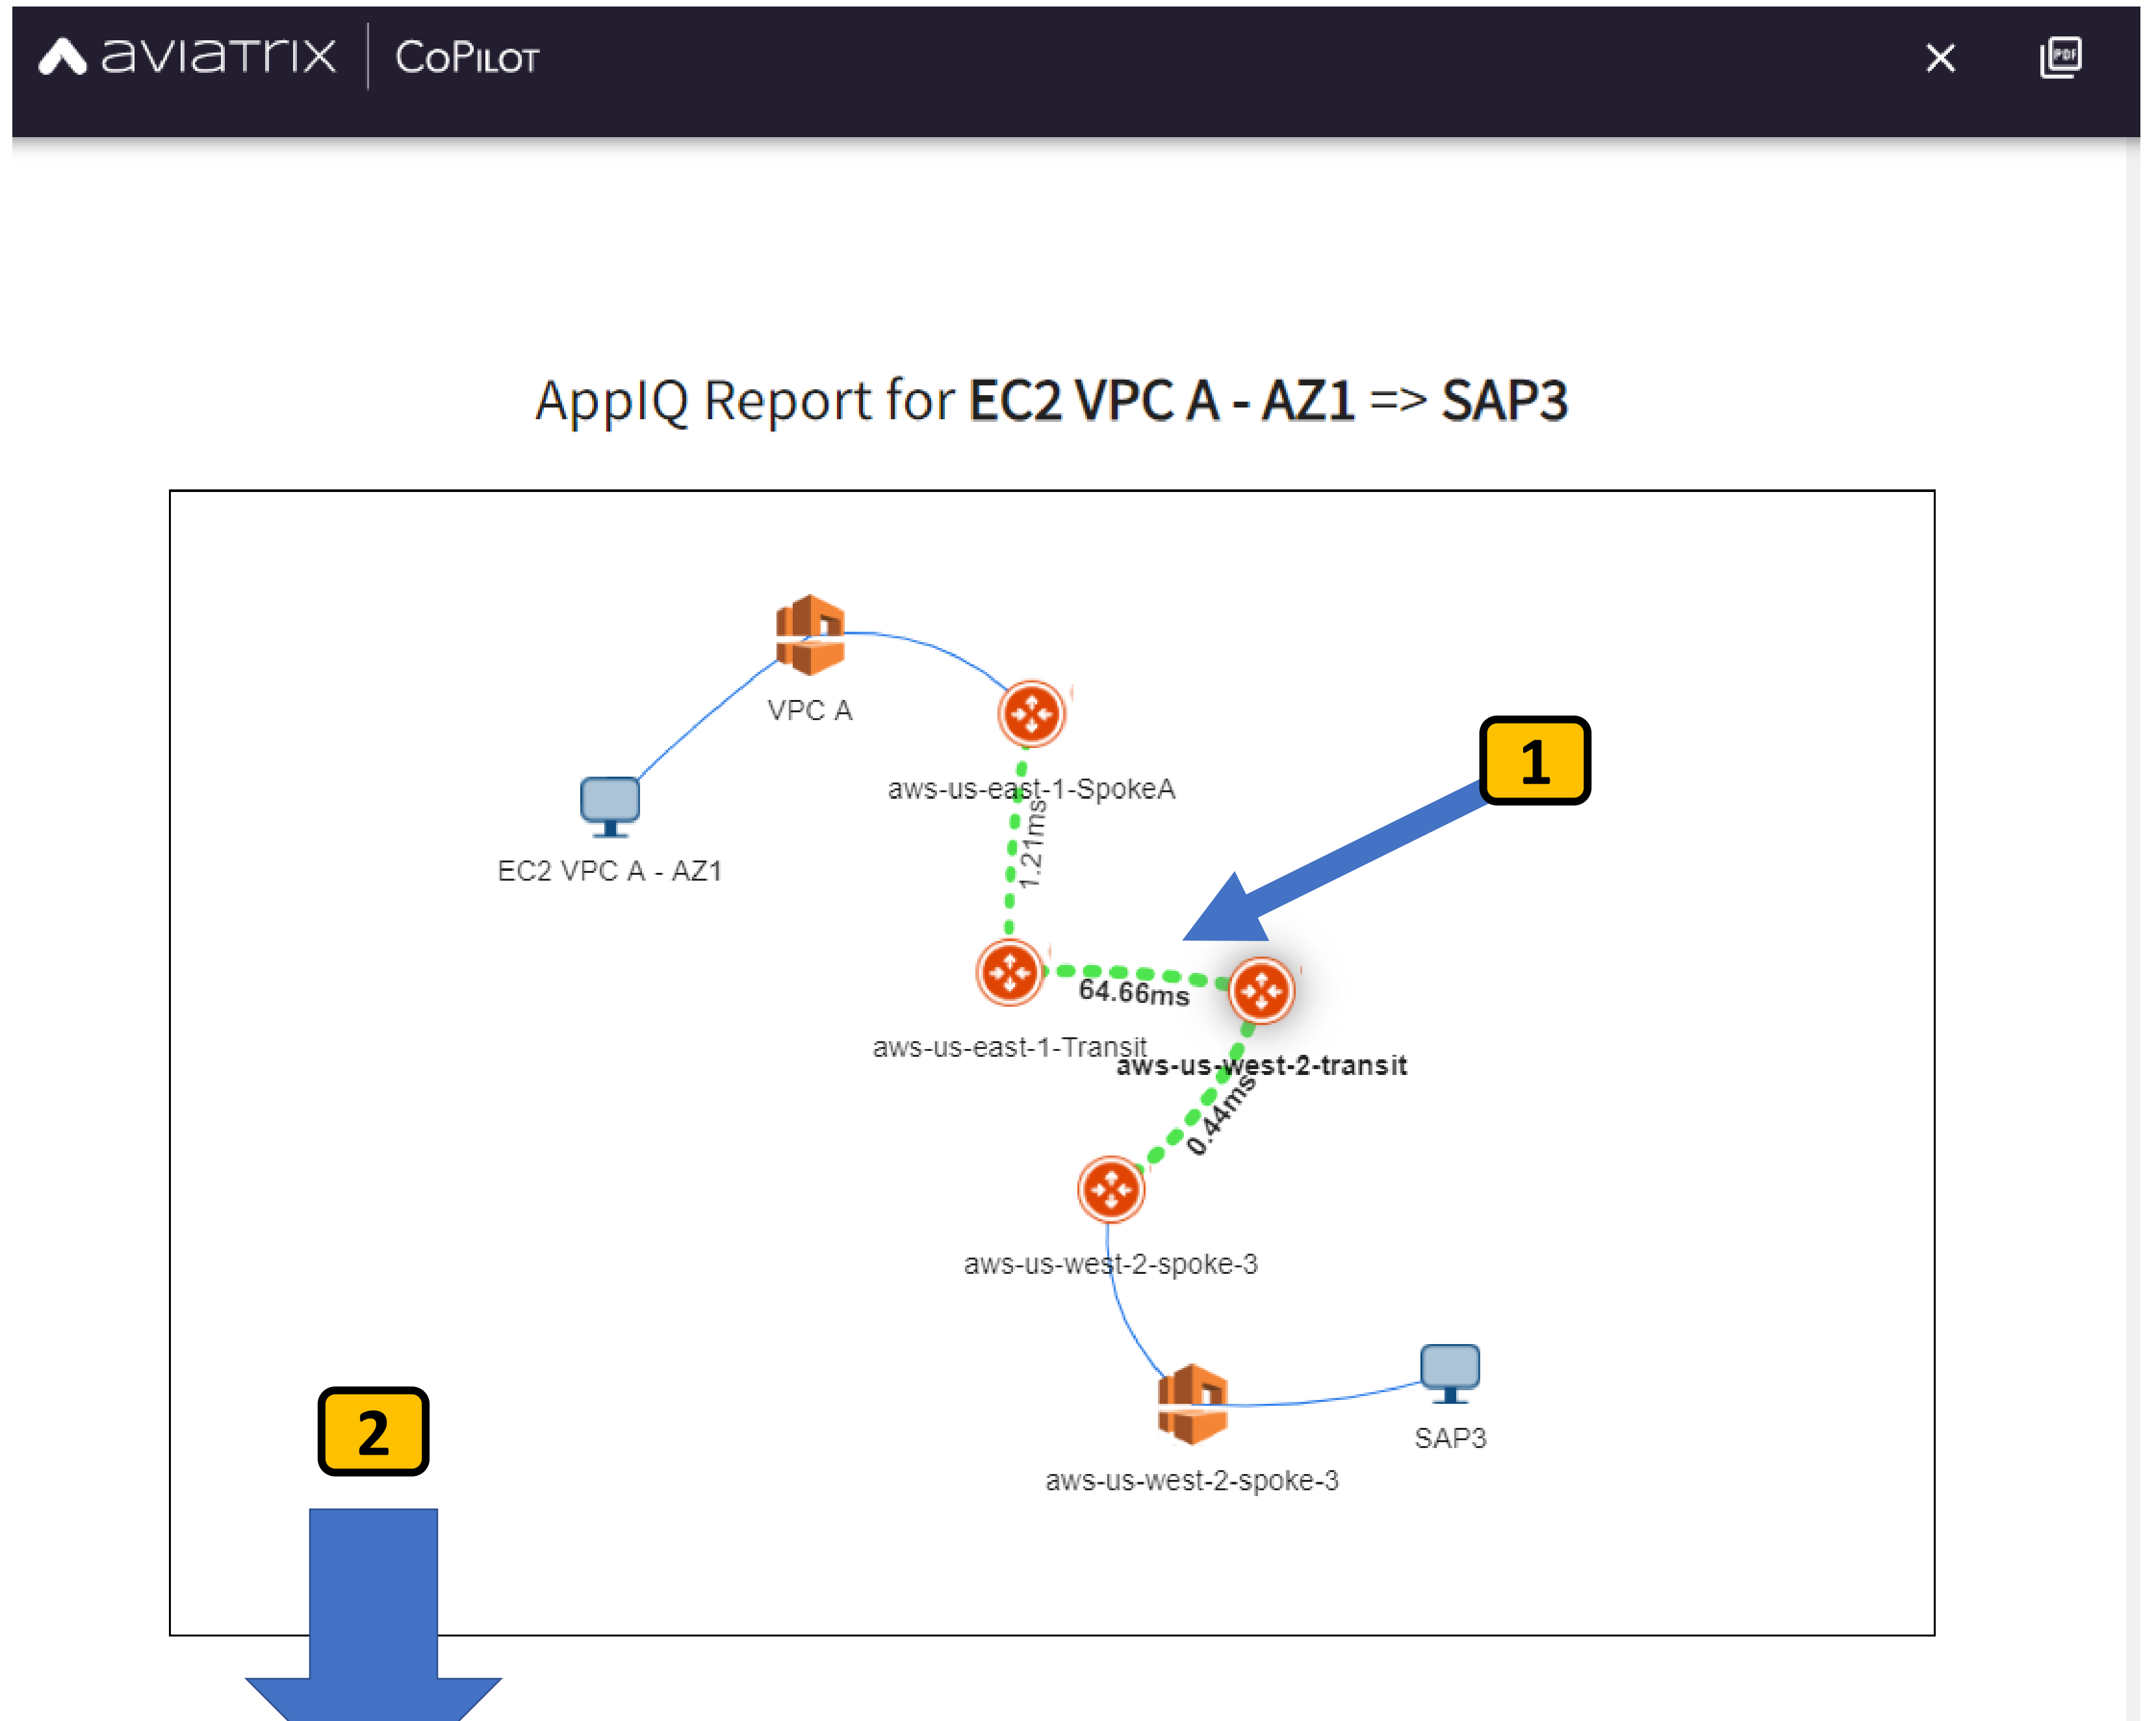 aviatrix CoPilot
PDF
AppIQ Report for EC2 VPC A - AZ1 => SAP3
VPC A
aws-us-east-1-SpokeA
1
1.21ms
EC2 VPC A - AZ1
64.66ms
aws-us-east-1-Transit
aws-us-west-2-transit
0.44ms
aws-us-west-2-spoke-3
SAP3
2
aws-us-west-2-spoke-3